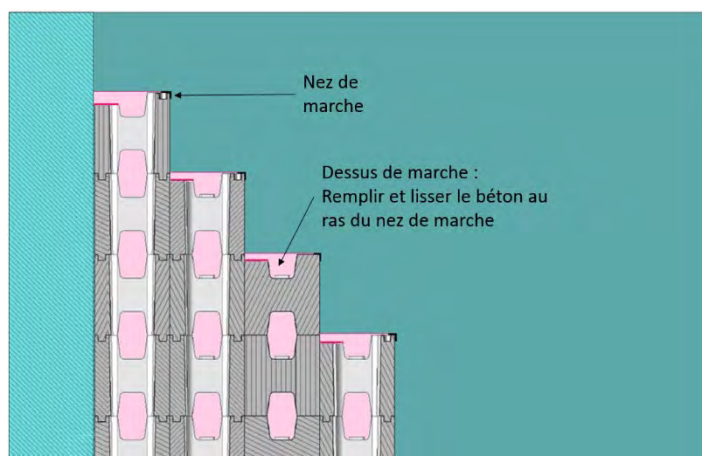 Nez de
marche
Dessus de marche :
Remplir et lisser le béton au
ras du nez de marche